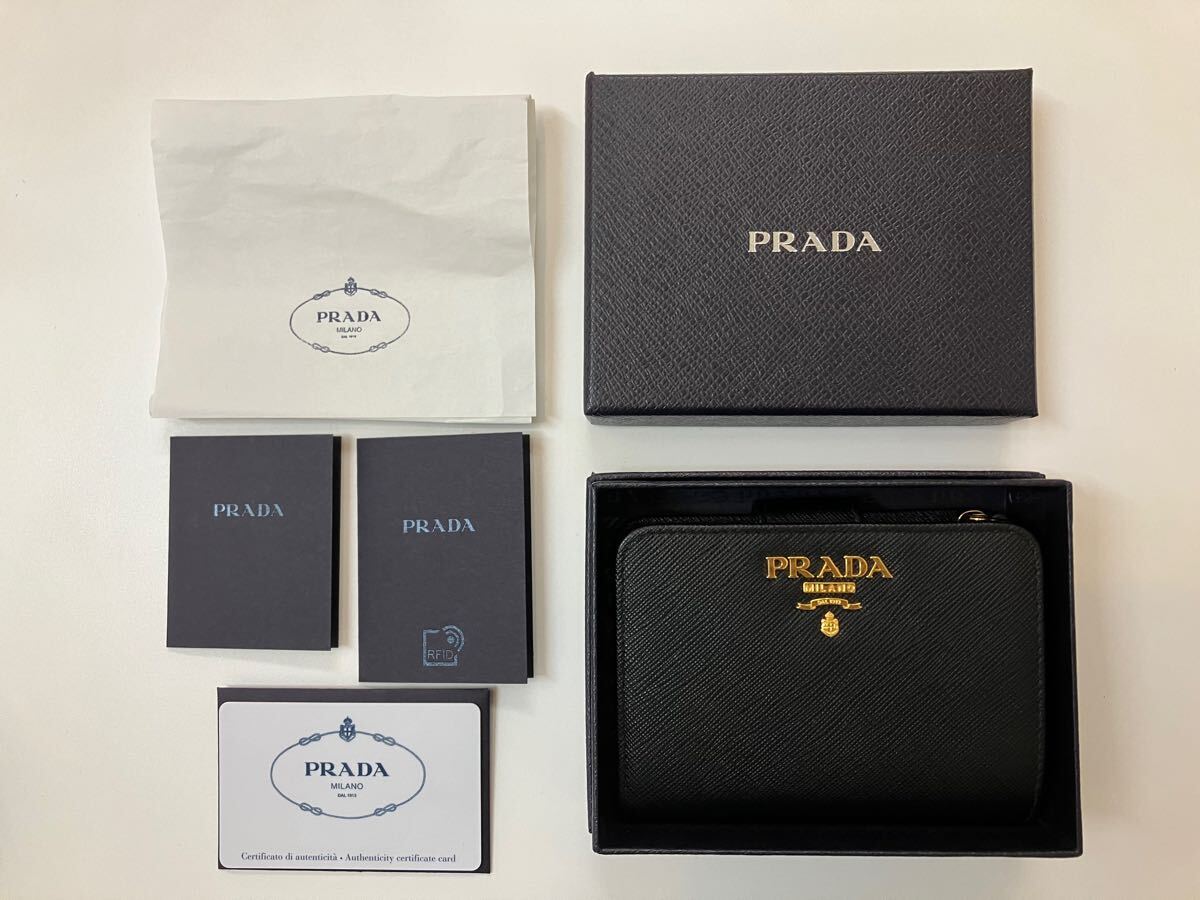 PRADA
MILANO
DAL 1913
PRADA
PRADA
PRADA
RFID
PRADA
MILANO
DAL 1913
PRADA
MILANO
DAL 1913
Certificato di autenticità • Authenticity certificate card